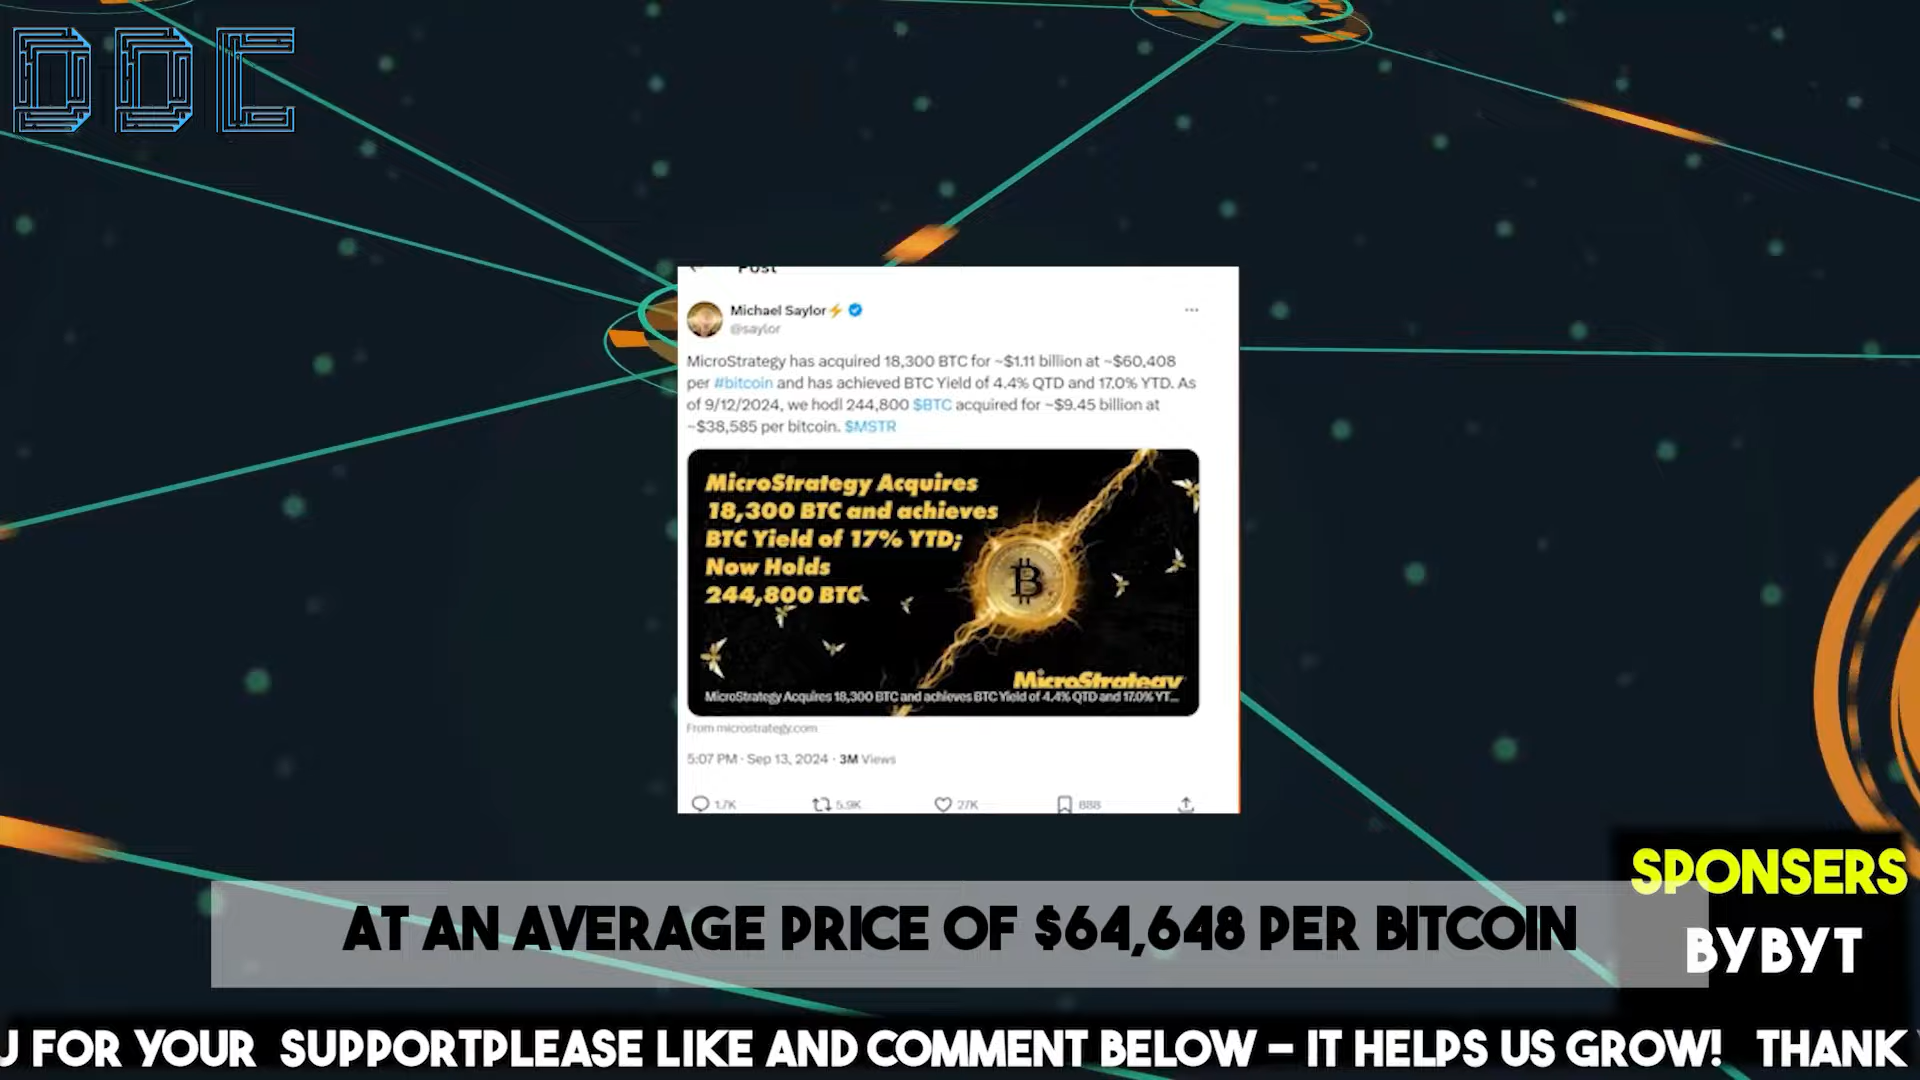 DDC
Post
Michael Saylor⚡
@saylor
MicroStrategy has acquired 18,300 BTC for ~$1.11 billion at ~$60,408
per #bitcoin and has achieved BTC Yield of 4.4% QTD and 17.0% YTD. As
of 9/12/2024, we hodl 244,800 $BTC acquired for ~$9.45 billion at
~$38,585 per bitcoin. $MSTR
MicroStrategy Acquires
18,300 BTC and achieves
BTC Yield of 17% YTD;
Now Holds
244,800 BTC
MicroStrategy
MicroStrategy Acquires 18,300 BTC and achieves BTC Yield of 4.4% QTD and 17.0% YT...
From microstrategy.com
5:07 PM · Sep 13, 2024 · 3M Views
1.7K 5.9K 27K 888
SPONSERS
BYBYT
AT AN AVERAGE PRICE OF $64,648 PER BITCOIN
U FOR YOUR SUPPORTPLEASE LIKE AND COMMENT BELOW – IT HELPS US GROW! THANK